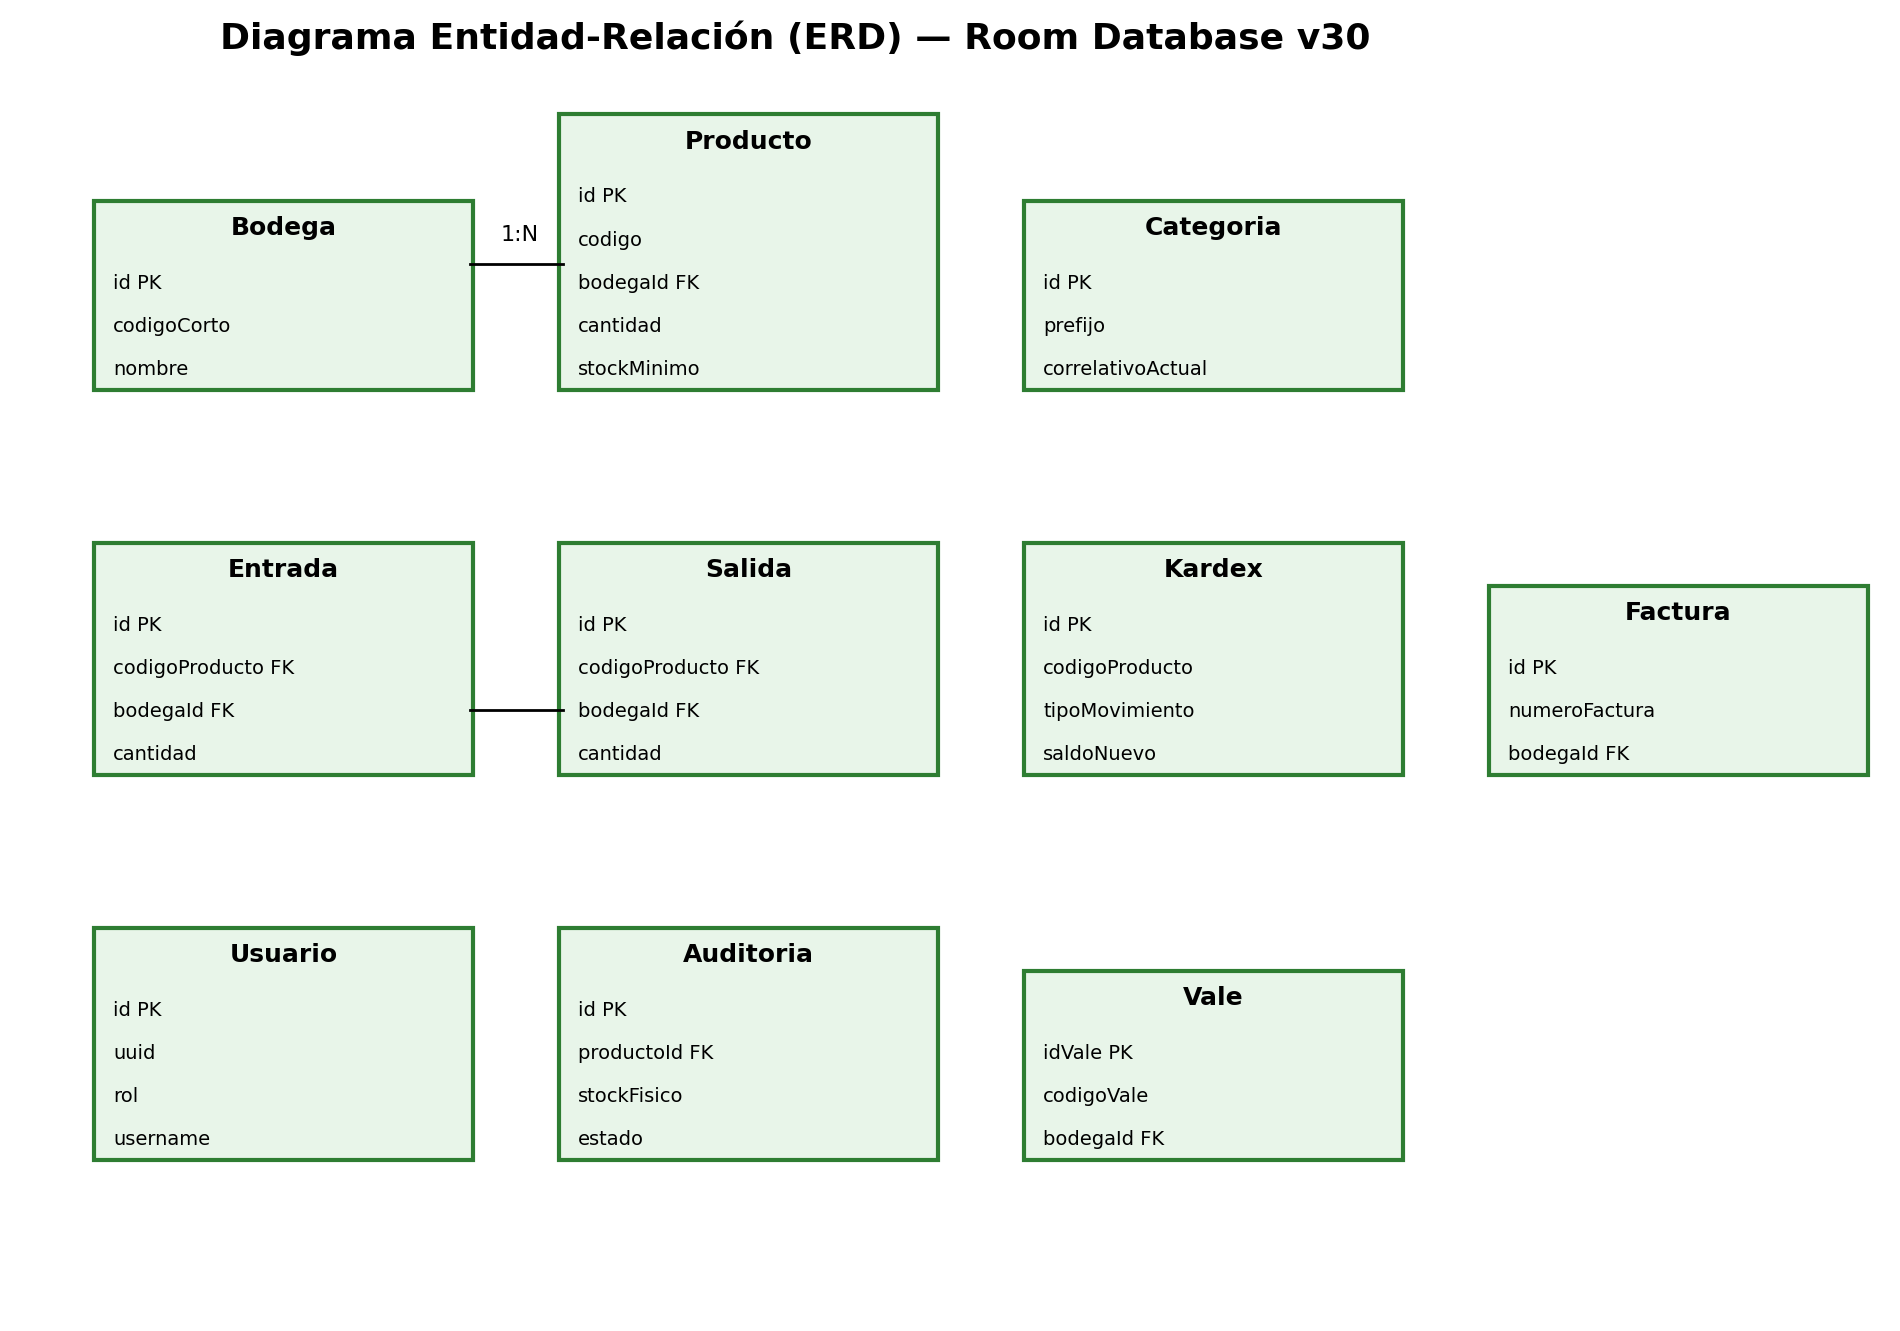 Diagrama Entidad-Relación (ERD) — Room Database v30
Bodega
id PK
codigoCorto
nombre
1:N
Producto
id PK
codigo
bodegaId FK
cantidad
stockMinimo
Categoria
id PK
prefijo
correlativoActual
Entrada
id PK
codigoProducto FK
bodegaId FK
cantidad
Salida
id PK
codigoProducto FK
bodegaId FK
cantidad
Kardex
id PK
codigoProducto
tipoMovimiento
saldoNuevo
Factura
id PK
numeroFactura
bodegaId FK
Usuario
id PK
uuid
rol
username
Auditoria
id PK
productoId FK
stockFisico
estado
Vale
idVale PK
codigoVale
bodegaId FK